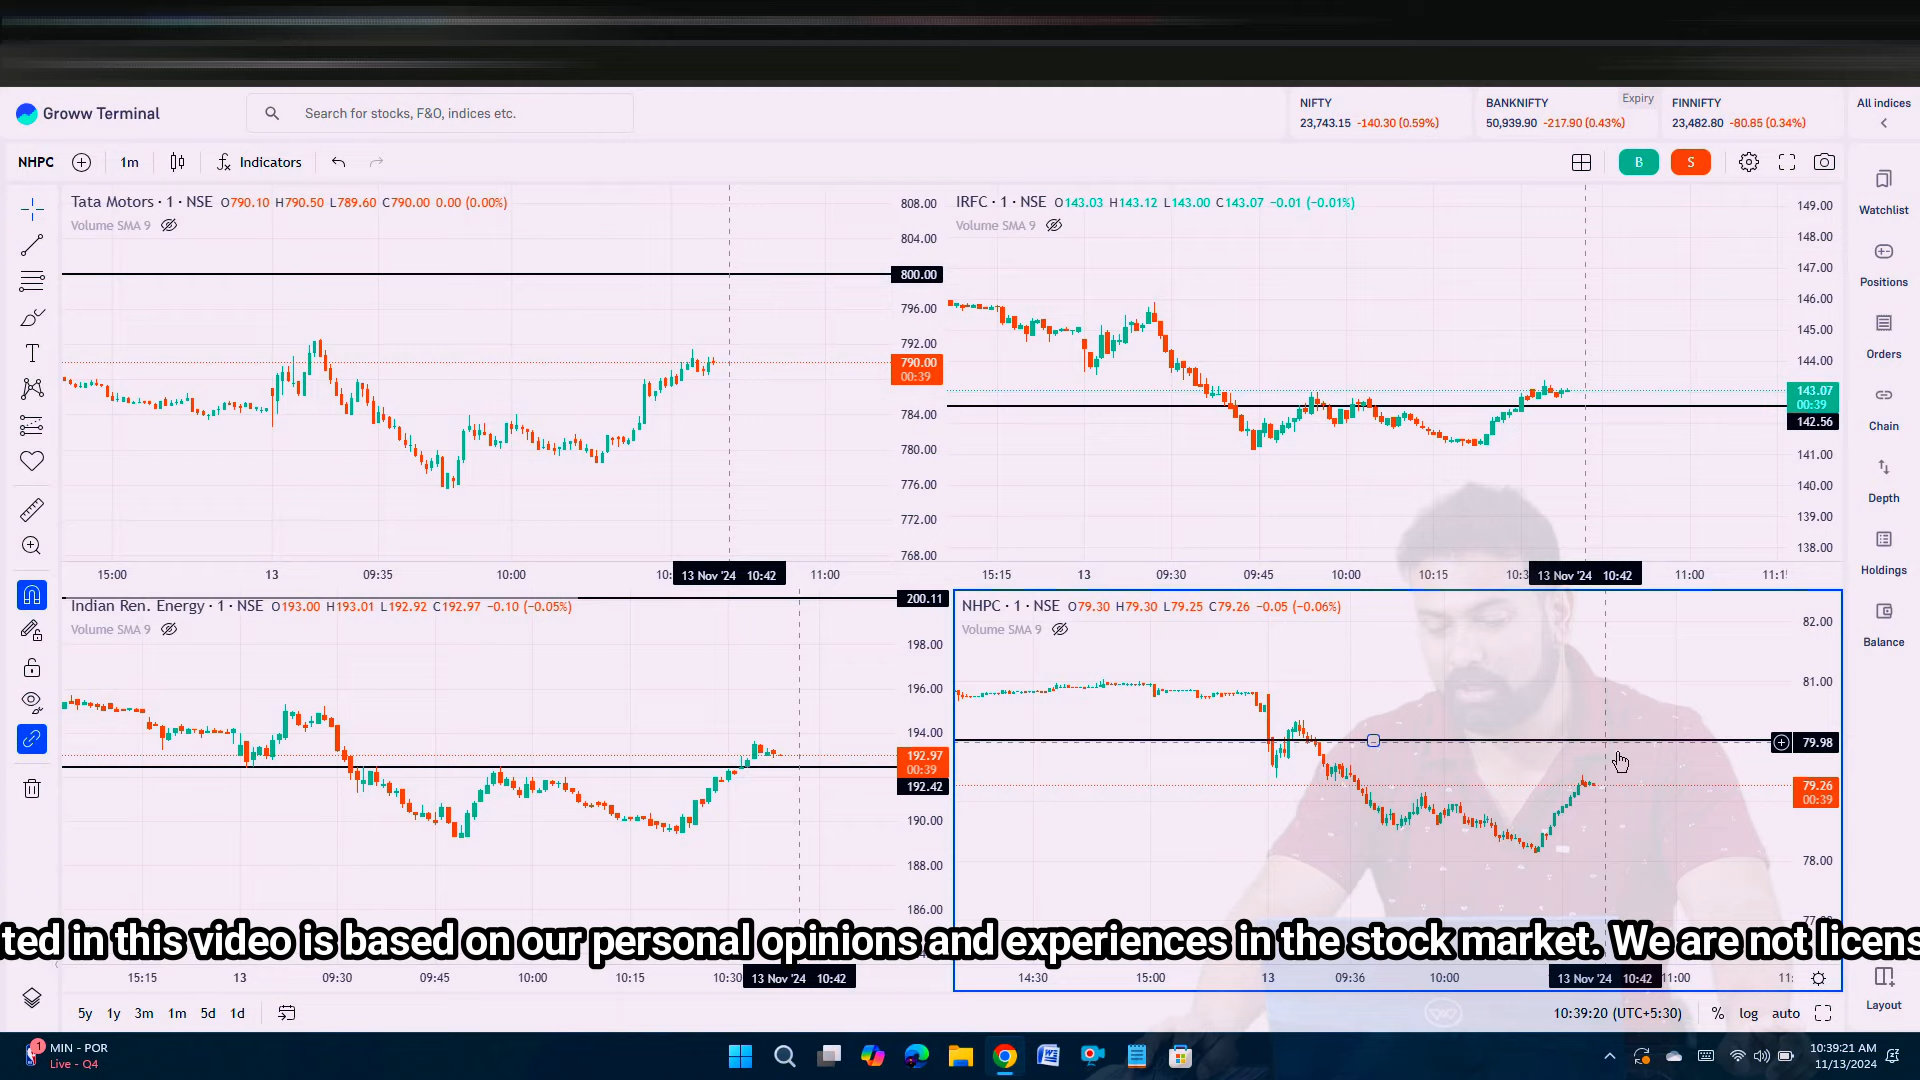 Groww Terminal
Search for stocks, F&O, indices etc.
NIFTY
23,743.15 -140.30 (0.59%)
BANKNIFTY
Expiry
50,939.90 -217.90 (0.43%)
FINNIFTY
23,482.80 -80.85 (0.34%)
All indices
NHPC
1m
Indicators
B
S
Tata Motors · 1 · NSE O790.10 H790.50 L789.60 C790.00 0.00 (0.00%)
Volume SMA 9
808.00
804.00
800.00
796.00
792.00
790.00
00:39
784.00
780.00
776.00
772.00
768.00
15:00 13 09:35 10:00 10: 13 Nov '24 10:42 11:00
IRFC · 1 · NSE O143.03 H143.12 L143.00 C143.07 −0.01 (−0.01%)
Volume SMA 9
149.00
148.00
147.00
146.00
145.00
144.00
143.07
00:39
142.56
141.00
140.00
139.00
138.00
15:15 13 09:30 09:45 10:00 10:15 10:3 13 Nov '24 10:42 11:00 11:1
Indian Ren. Energy · 1 · NSE O193.00 H193.01 L192.92 C192.97 −0.10 (−0.05%)
Volume SMA 9
200.11
198.00
196.00
194.00
192.97
00:39
192.42
190.00
188.00
186.00
15:15 13 09:30 09:45 10:00 10:15 10:30 13 Nov '24 10:42
NHPC · 1 · NSE O79.30 H79.30 L79.25 C79.26 −0.05 (−0.06%)
Volume SMA 9
82.00
81.00
79.98
79.26
00:39
78.00
14:30 15:00 13 09:36 10:00 13 Nov '24 10:42 11:00 11:
ted in this video is based on our personal opinions and experiences in the stock market. We are not licens
Watchlist
Positions
Orders
Chain
Depth
Holdings
Balance
Layout
5y 1y 3m 1m 5d 1d
10:39:20 (UTC+5:30) % log auto
1
MIN - POR
Live - Q4
10:39:21 AM
11/13/2024